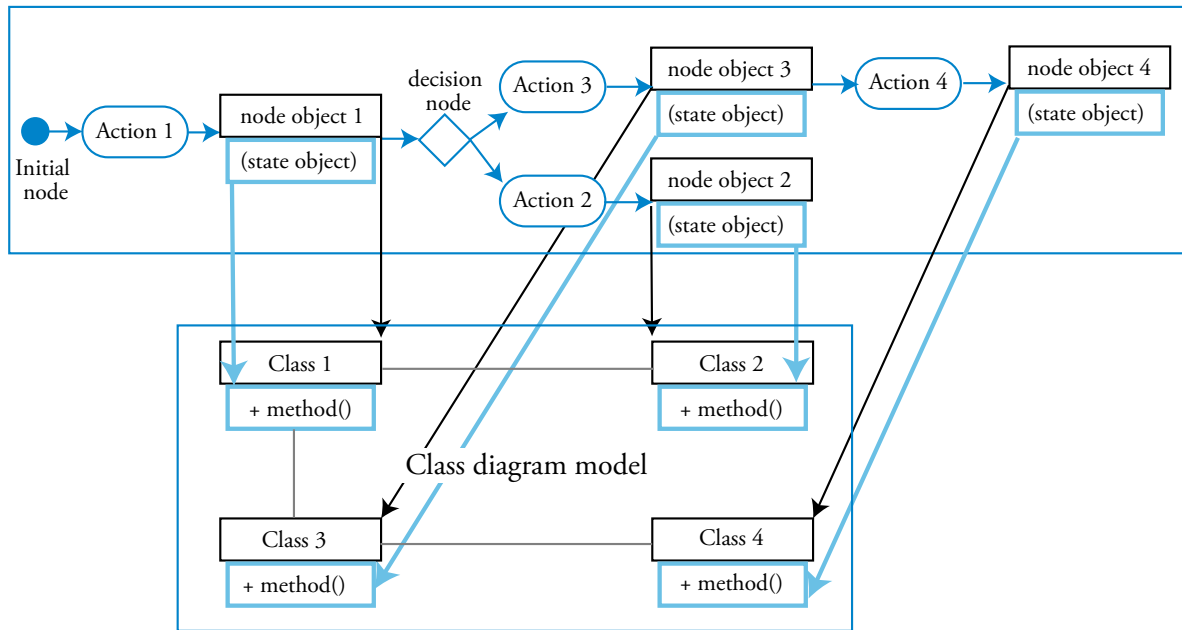 Initial
node
Action 1
node object 1
(state object)
decision
node
Action 3
node object 3
(state object)
Action 4
node object 4
(state object)
Action 2
node object 2
(state object)
Class 1
+ method()
Class 2
+ method()
Class diagram model
Class 3
+ method()
Class 4
+ method()